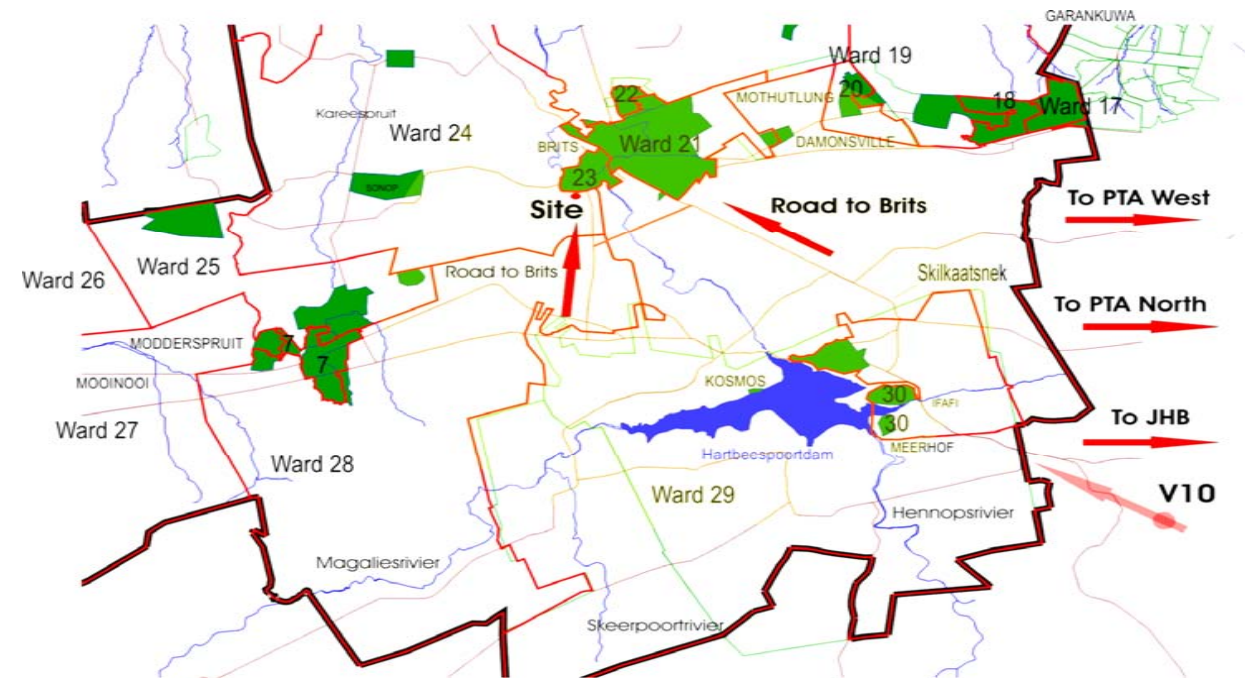 GARANKUWA
Ward 19
22
20
MOTHUTLUNG
18
Ward 17
Kareespruit
Ward 24
BRITS
Ward 21
DAMONSVILLE
SONOP
23
Site
Road to Brits
To PTA West
Ward 26
Ward 25
Road to Brits
Skilkaatsnek
To PTA North
MODDERSPRUIT
7
7
MOOINOOI
KOSMOS
30
IFAFI
To JHB
Ward 27
30
MEERHOF
Hartbeespoortdam
Ward 28
Ward 29
V10
Hennopsrivier
Magaliesrivier
Skeerpoortrivier